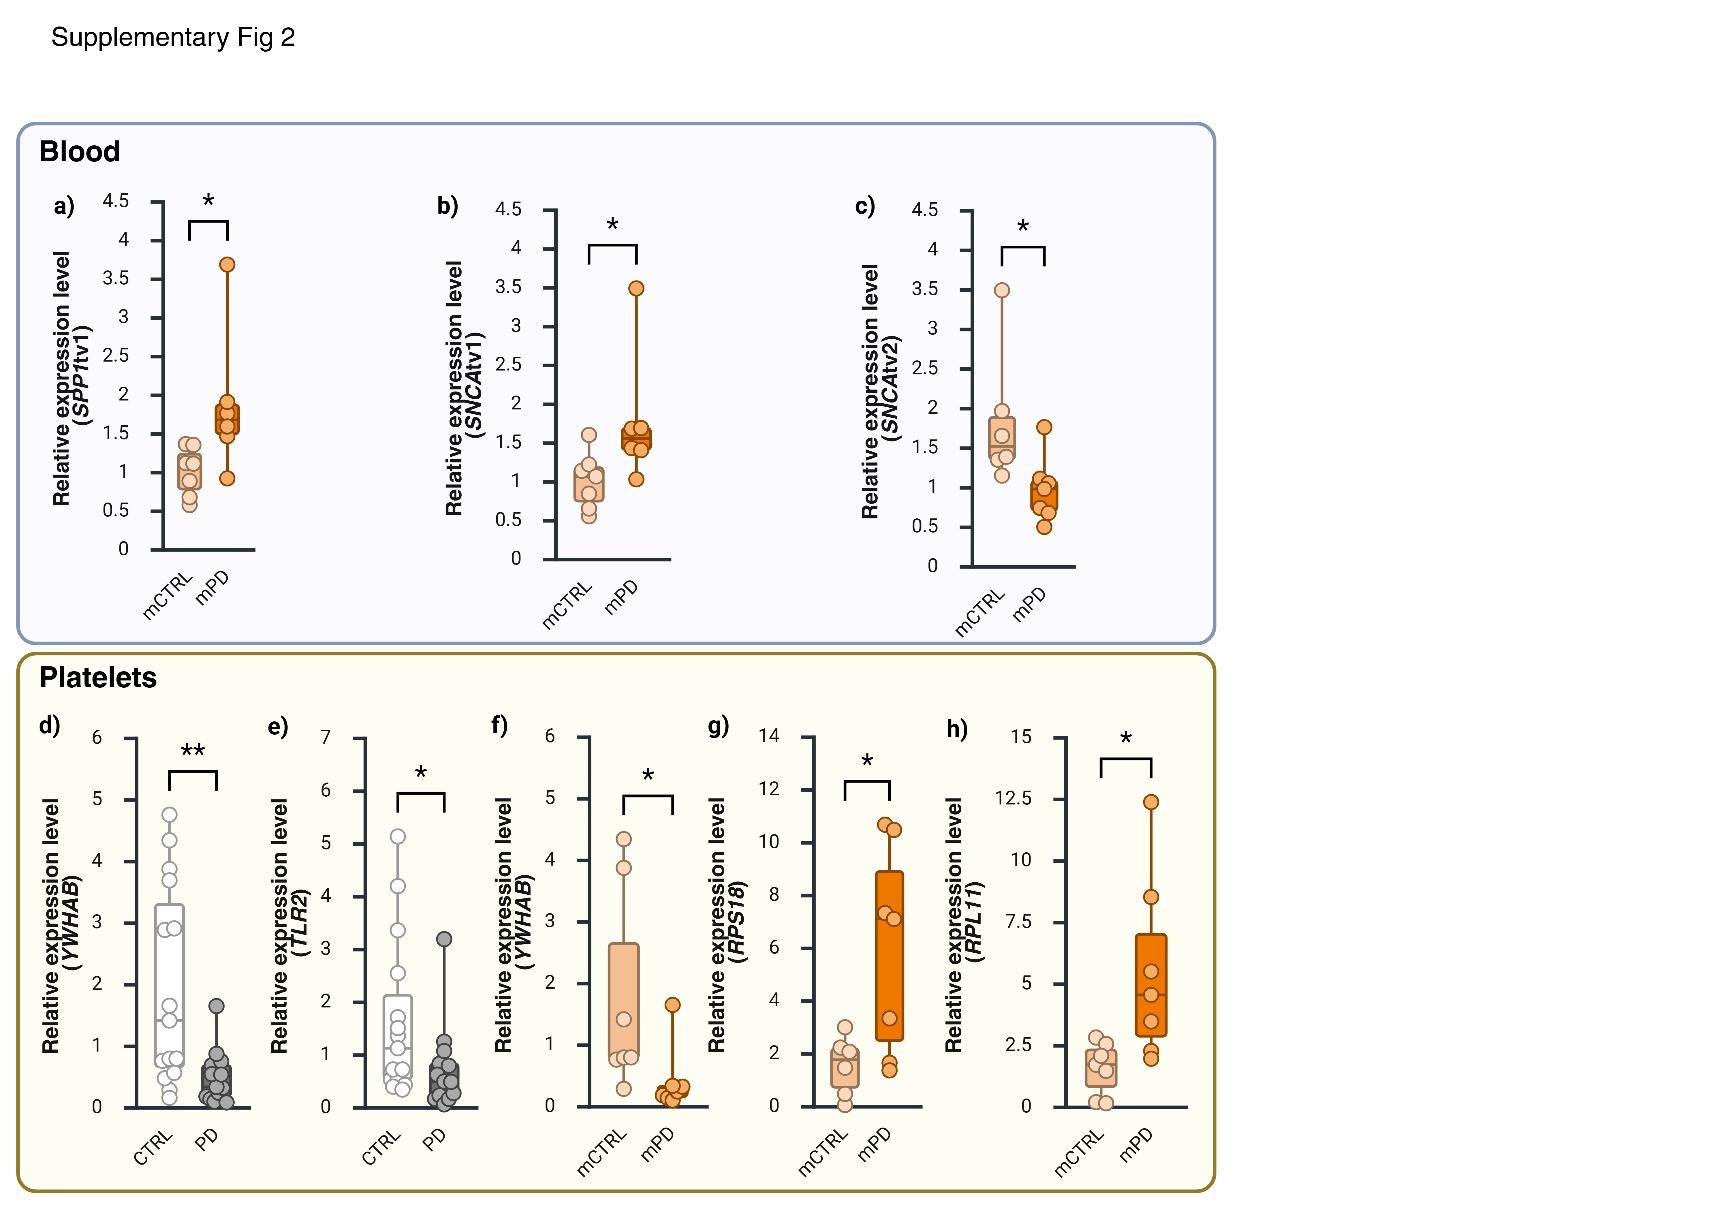 Supplementary Fig 2
Blood
a)
Relative expression level
(SPP1tv1)
4.5
4
3.5
3
2.5
2
1.5
1
0.5
0
*
mCTRL
mPD
b)
Relative expression level
(SNCAtv1)
4.5
4
3.5
3
2.5
2
1.5
1
0.5
0
*
mCTRL
mPD
c)
Relative expression level
(SNCAtv2)
4.5
4
3.5
3
2.5
2
1.5
1
0.5
0
*
mCTRL
mPD
Platelets
d)
Relative expression level
(YWHAB)
6
5
4
3
2
1
0
**
CTRL
PD
e)
Relative expression level
(TLR2)
7
6
5
4
3
2
1
0
*
CTRL
PD
f)
Relative expression level
(YWHAB)
6
5
4
3
2
1
0
*
mCTRL
mPD
g)
Relative expression level
(RPS18)
14
12
10
8
6
4
2
0
*
mCTRL
mPD
h)
Relative expression level
(RPL11)
15
12.5
10
7.5
5
2.5
0
*
mCTRL
mPD